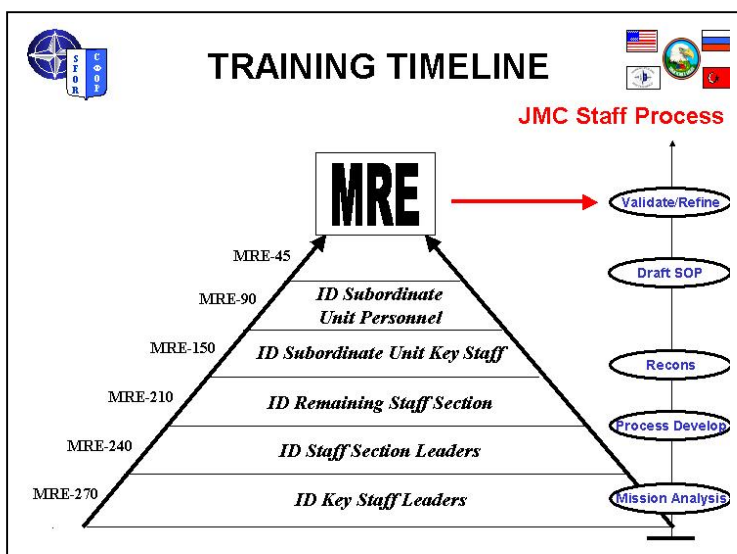 SFOR
СФОР
TRAINING TIMELINE
JMC Staff Process
MRE
Validate/Refine
MRE-45
Draft SOP
MRE-90
ID Subordinate
Unit Personnel
MRE-150
ID Subordinate Unit Key Staff
Recons
MRE-210
ID Remaining Staff Section
Process Develop
MRE-240
ID Staff Section Leaders
MRE-270
ID Key Staff Leaders
Mission Analysis